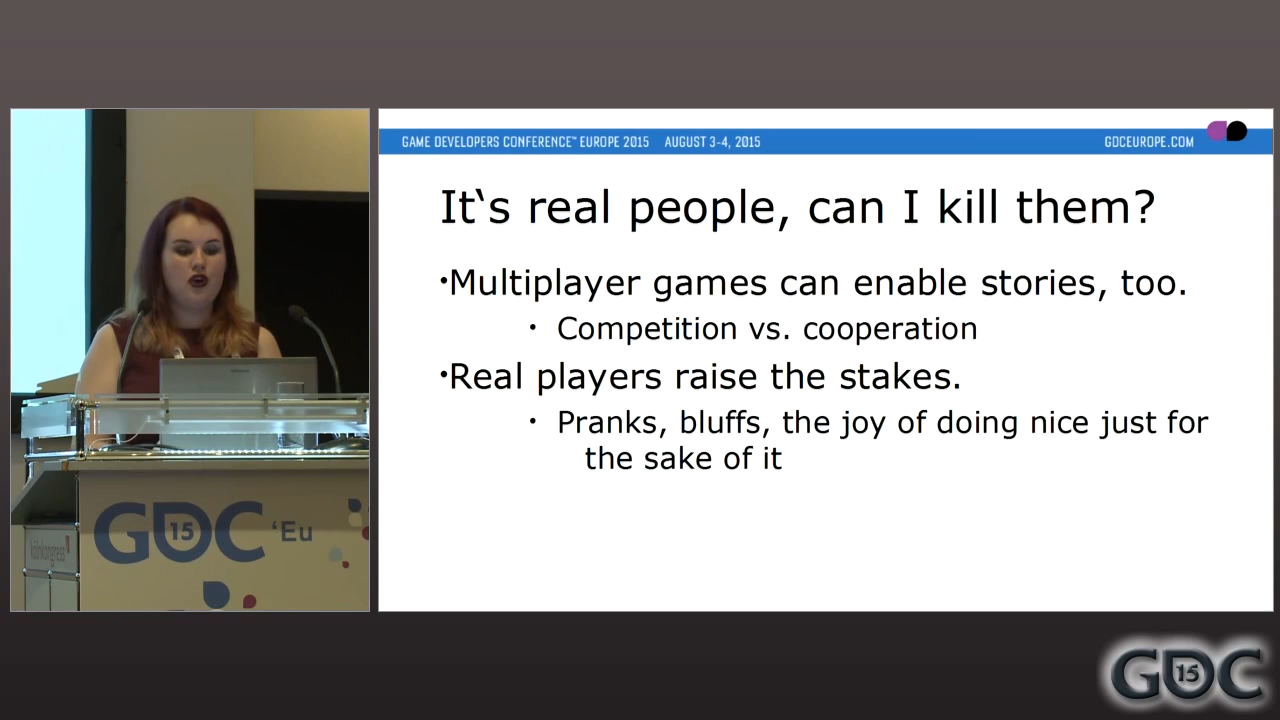 GAME DEVELOPERS CONFERENCE™ EUROPE 2015 AUGUST 3-4, 2015 GDCEUROPE.COM
It‘s real people, can I kill them?
•Multiplayer games can enable stories, too.
• Competition vs. cooperation
•Real players raise the stakes.
• Pranks, bluffs, the joy of doing nice just for
the sake of it
GDC 15 ‘Eu
koelnkongress
GDC 15